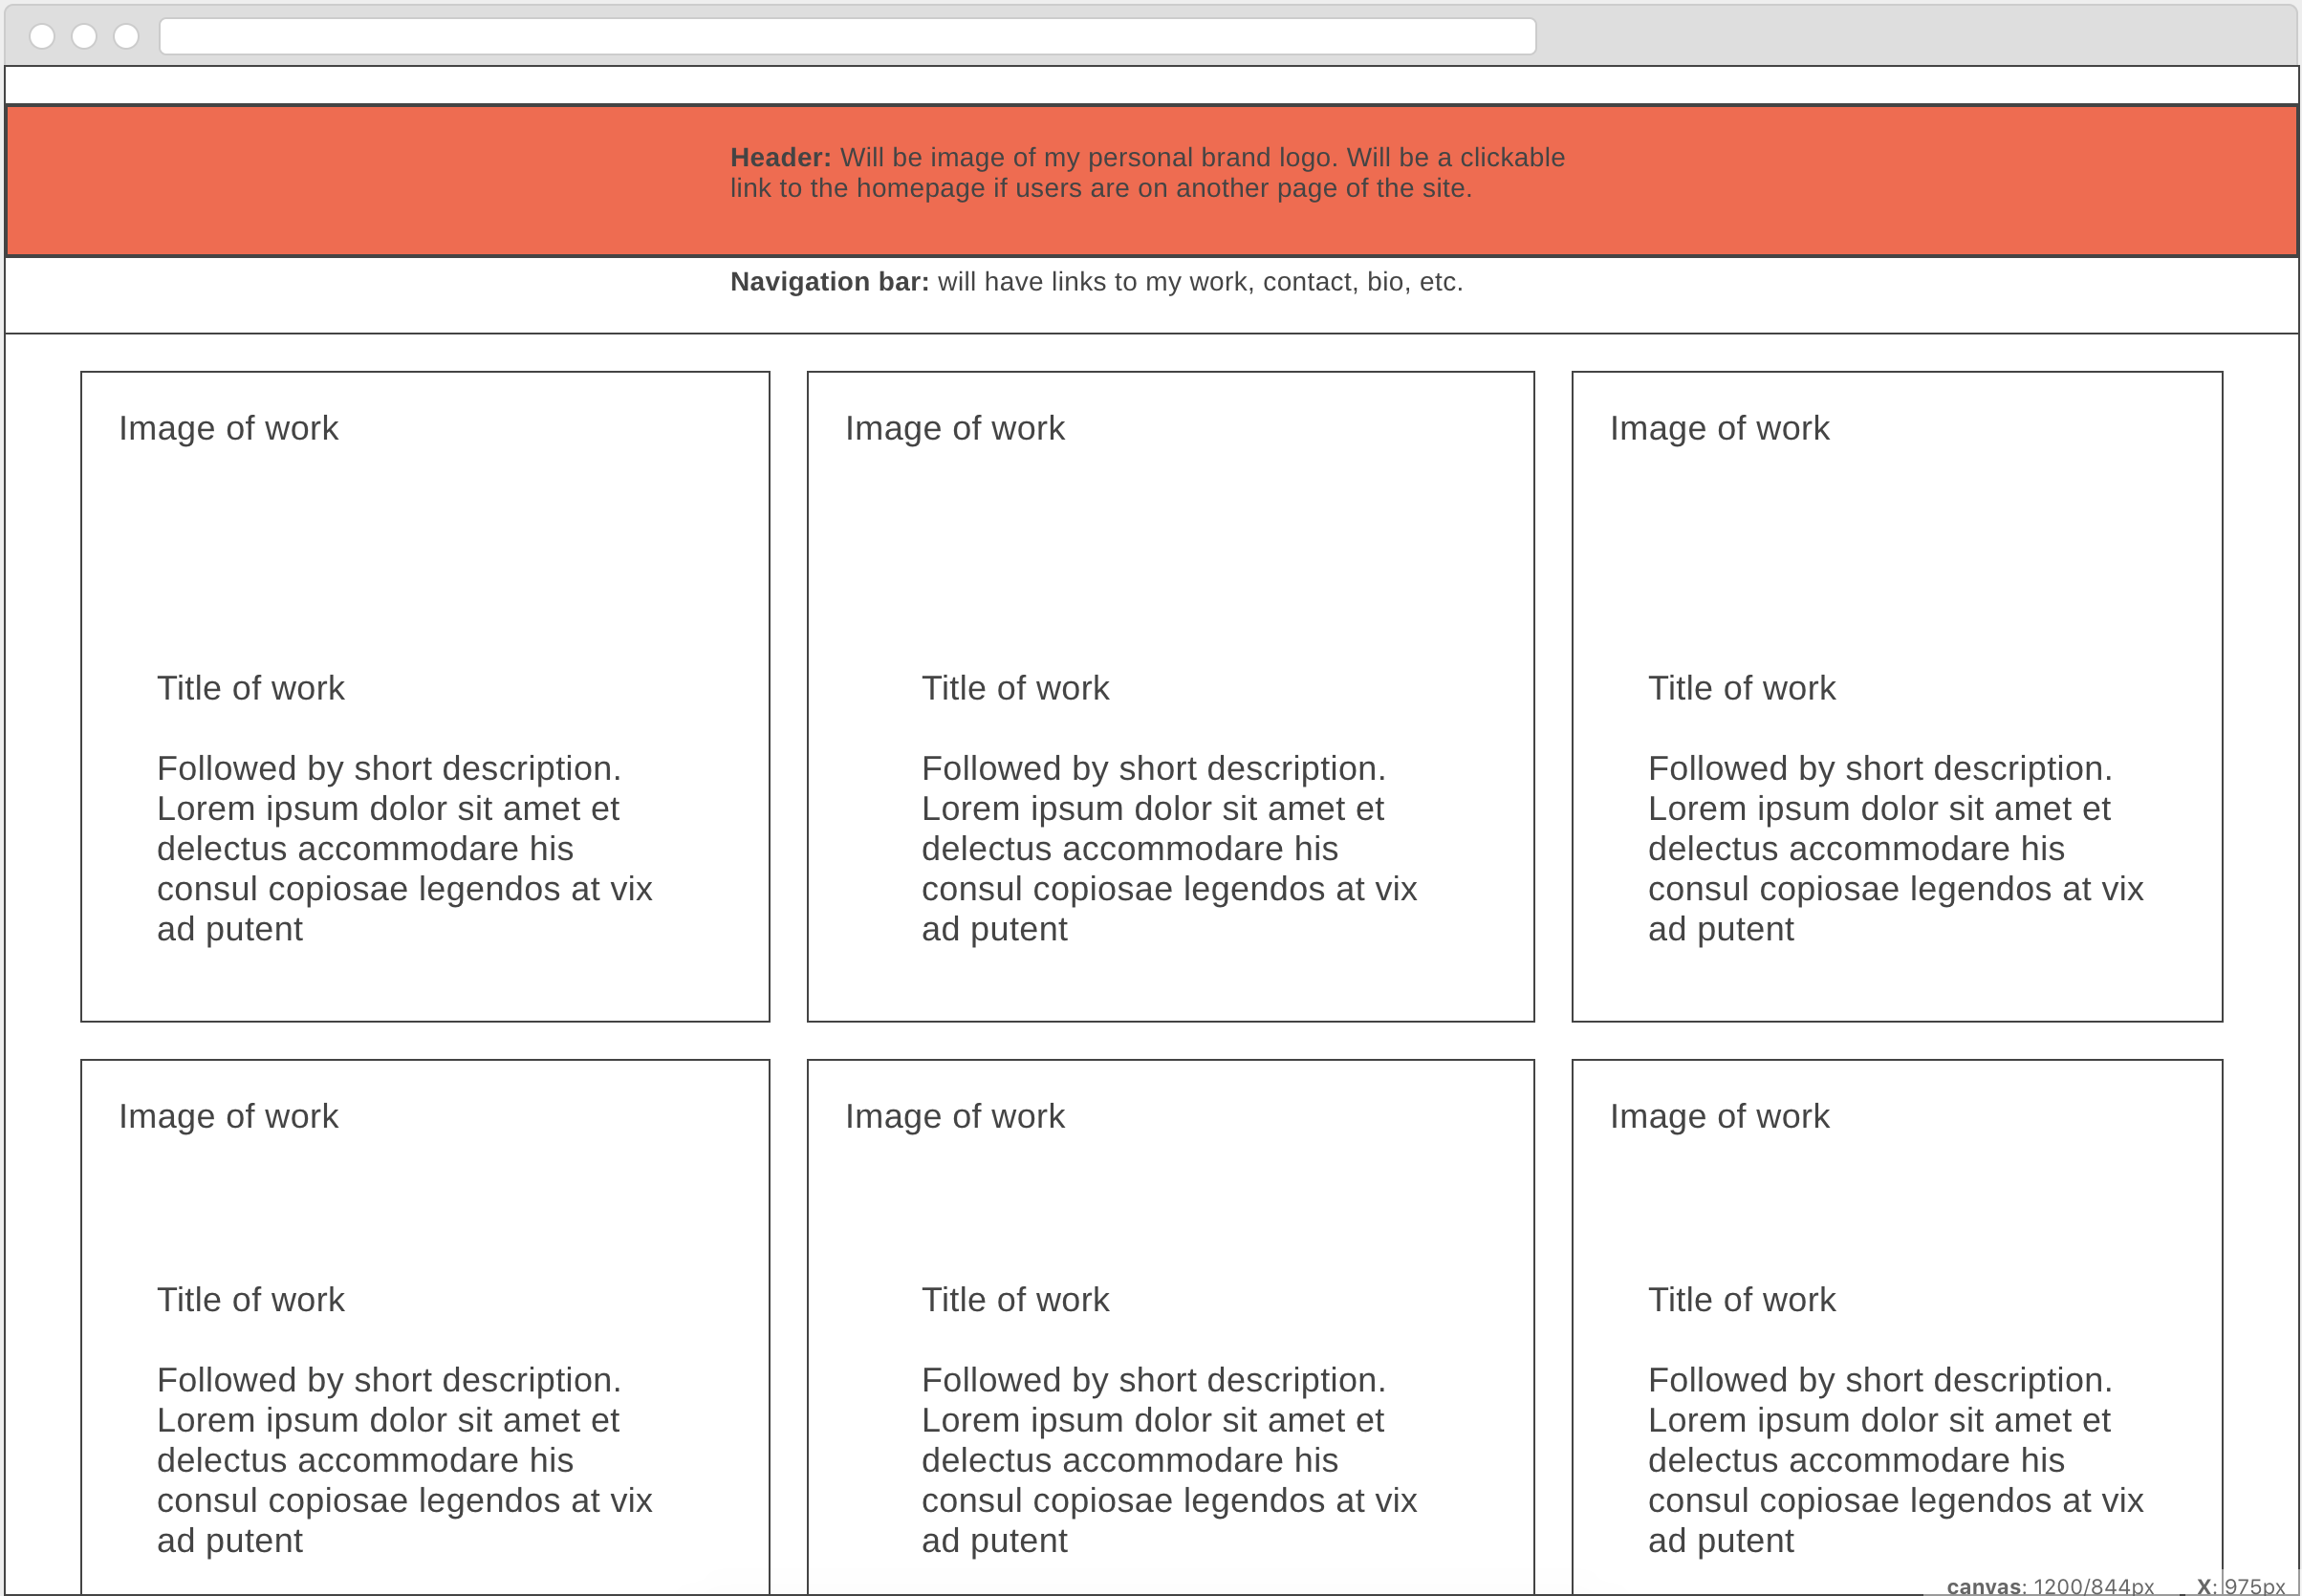 Header: Will be image of my personal brand logo. Will be a clickable
link to the homepage if users are on another page of the site.
Navigation bar: will have links to my work, contact, bio, etc.
Image of work
Title of work
Followed by short description.
Lorem ipsum dolor sit amet et
delectus accommodare his
consul copiosae legendos at vix
ad putent
Image of work
Title of work
Followed by short description.
Lorem ipsum dolor sit amet et
delectus accommodare his
consul copiosae legendos at vix
ad putent
Image of work
Title of work
Followed by short description.
Lorem ipsum dolor sit amet et
delectus accommodare his
consul copiosae legendos at vix
ad putent
Image of work
Title of work
Followed by short description.
Lorem ipsum dolor sit amet et
delectus accommodare his
consul copiosae legendos at vix
ad putent
Image of work
Title of work
Followed by short description.
Lorem ipsum dolor sit amet et
delectus accommodare his
consul copiosae legendos at vix
ad putent
Image of work
Title of work
Followed by short description.
Lorem ipsum dolor sit amet et
delectus accommodare his
consul copiosae legendos at vix
ad putent
canvas: 1200/844px X: 975px